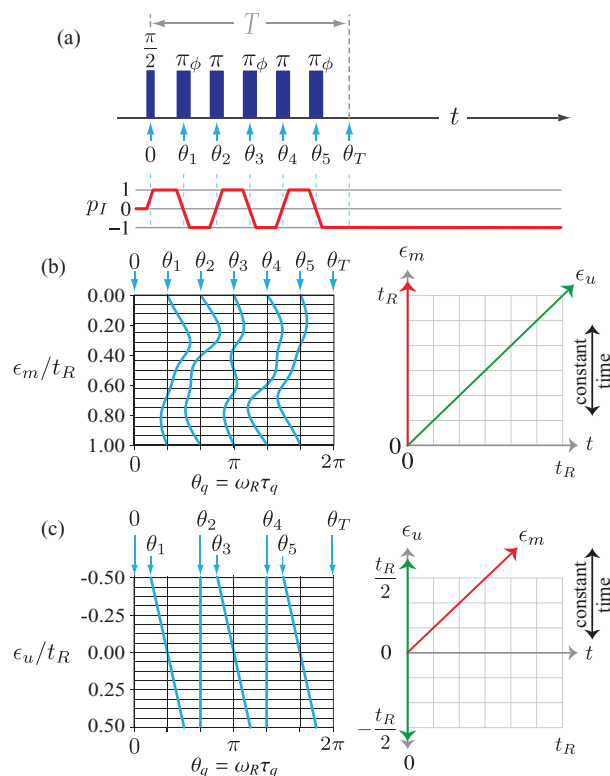 (a)
T
π/2 π_ϕ π π_ϕ π π_ϕ
t
0 θ_1 θ_2 θ_3 θ_4 θ_5 θ_T
1
p_I 0
-1
(b)
0 θ_1 θ_2 θ_3 θ_4 θ_5 θ_T
0.00
0.20
0.40
ϵ_m/t_R
0.60
0.80
1.00
0 π 2π
θ_q = ω_R τ_q
ϵ_m
t_R
ϵ_u
constant
time
0
t
0
t_R
(c)
0 θ_2 θ_4 θ_T
θ_1 θ_3 θ_5
-0.50
-0.25
ϵ_u/t_R 0.00
0.25
0.50
0 π 2π
θ_q = ω_R τ_q
ϵ_u
ϵ_m
t_R/2
constant
time
0
t
-t_R/2
0
t_R